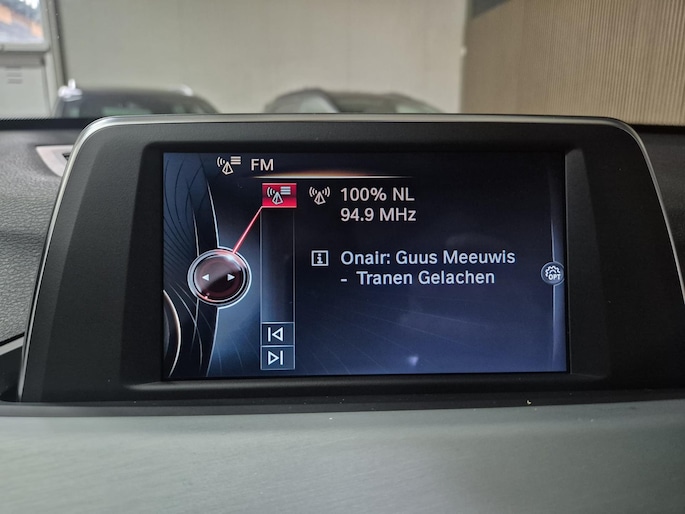 FM
100% NL
94.9 MHz
Onair: Guus Meeuwis
- Tranen Gelachen
OPT